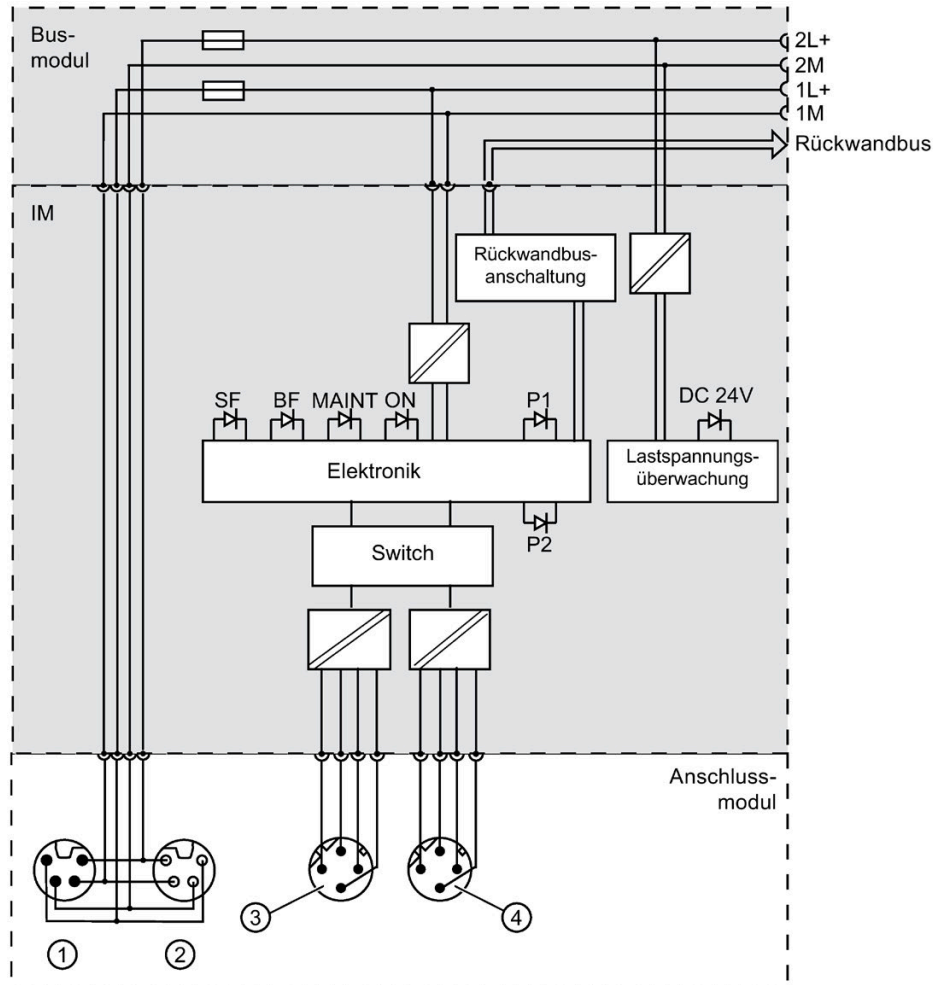 Bus-
modul
2L+
2M
1L+
1M
Rückwandbus
IM
Rückwandbus-
anschaltung
SF
BF
MAINT
ON
P1
DC 24V
Elektronik
Lastspannungs-
überwachung
P2
Switch
Anschluss-
modul
3
4
1
2